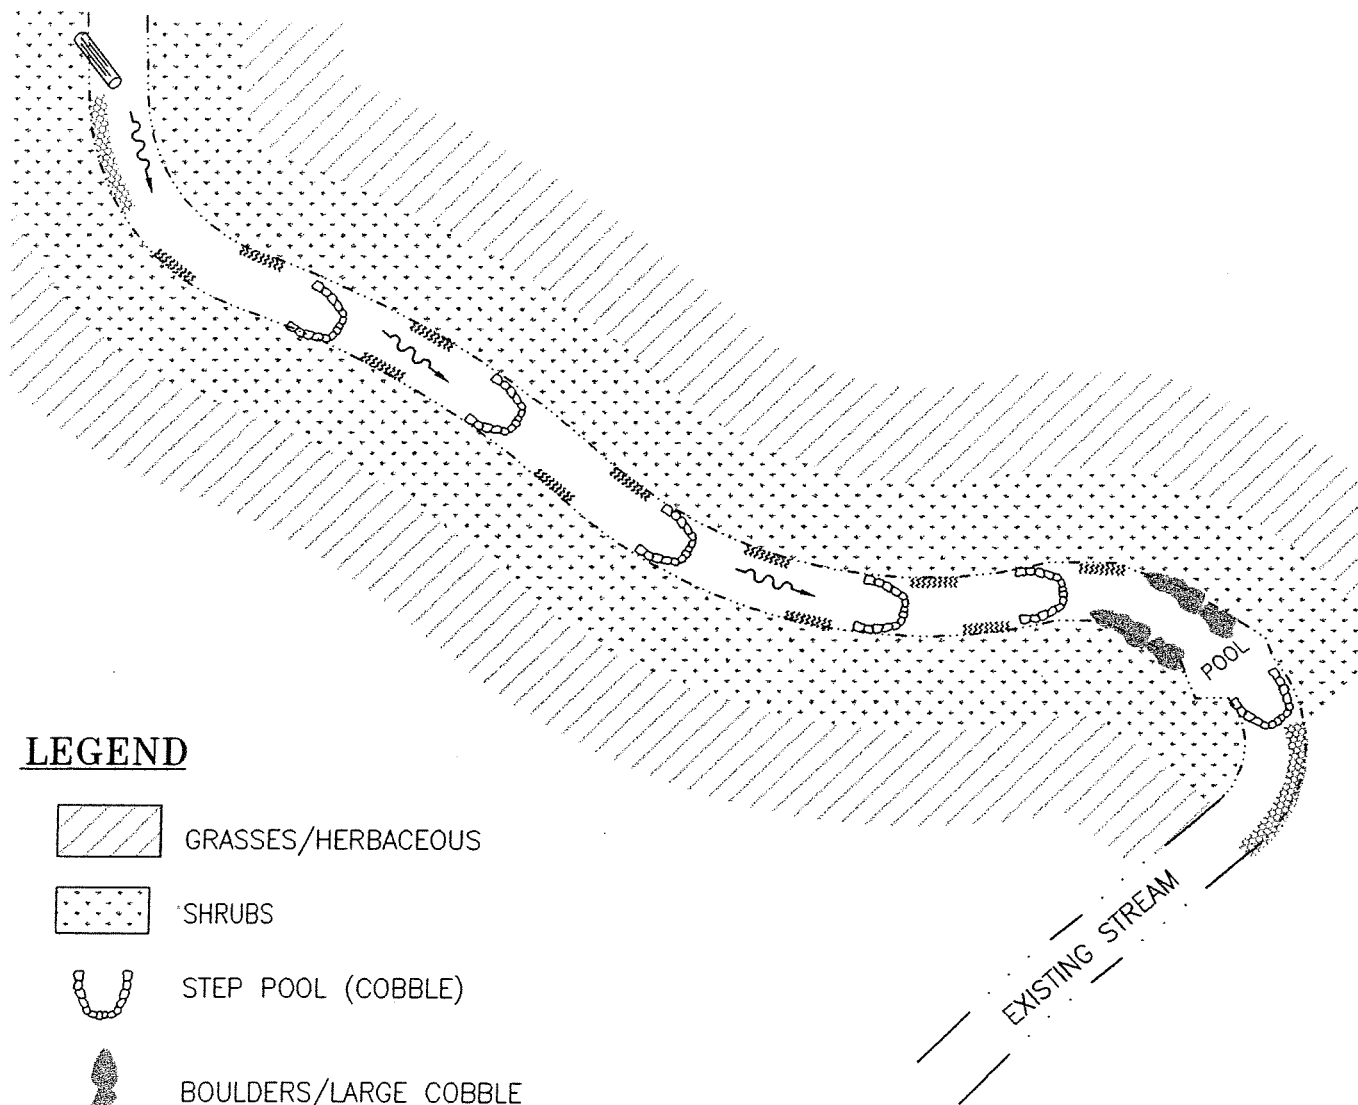 POOL
EXISTING STREAM
LEGEND
GRASSES/HERBACEOUS
SHRUBS
STEP POOL (COBBLE)
BOULDERS/LARGE COBBLE